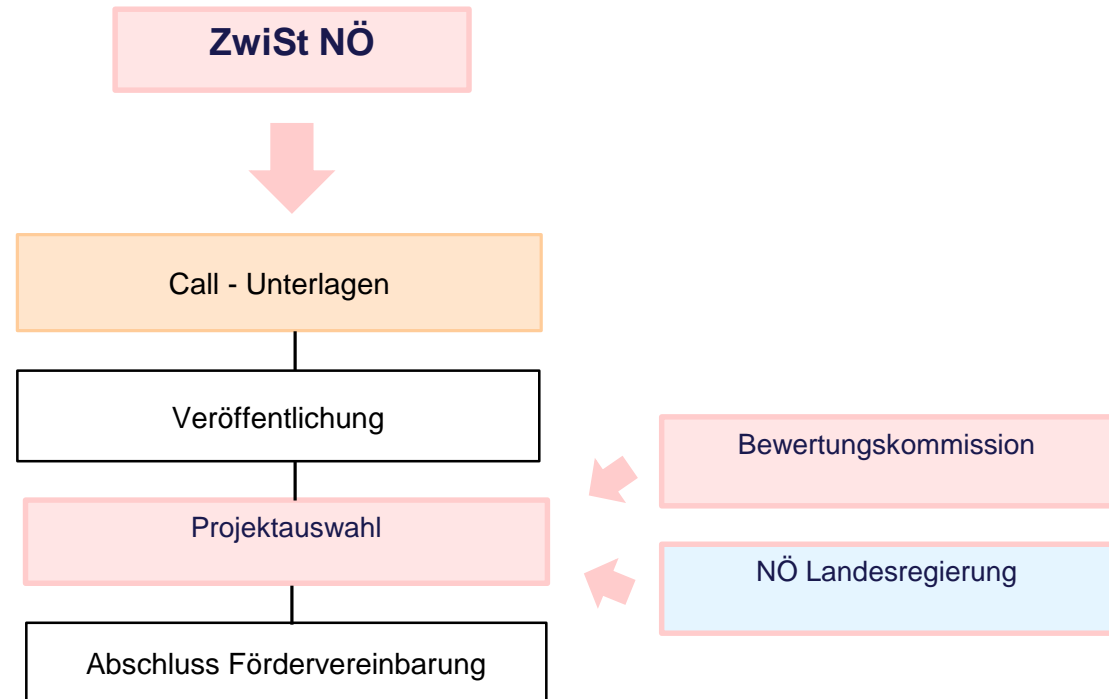 ZwiSt NÖ
Call - Unterlagen
Veröffentlichung
Bewertungskommission
Projektauswahl
NÖ Landesregierung
Abschluss Fördervereinbarung